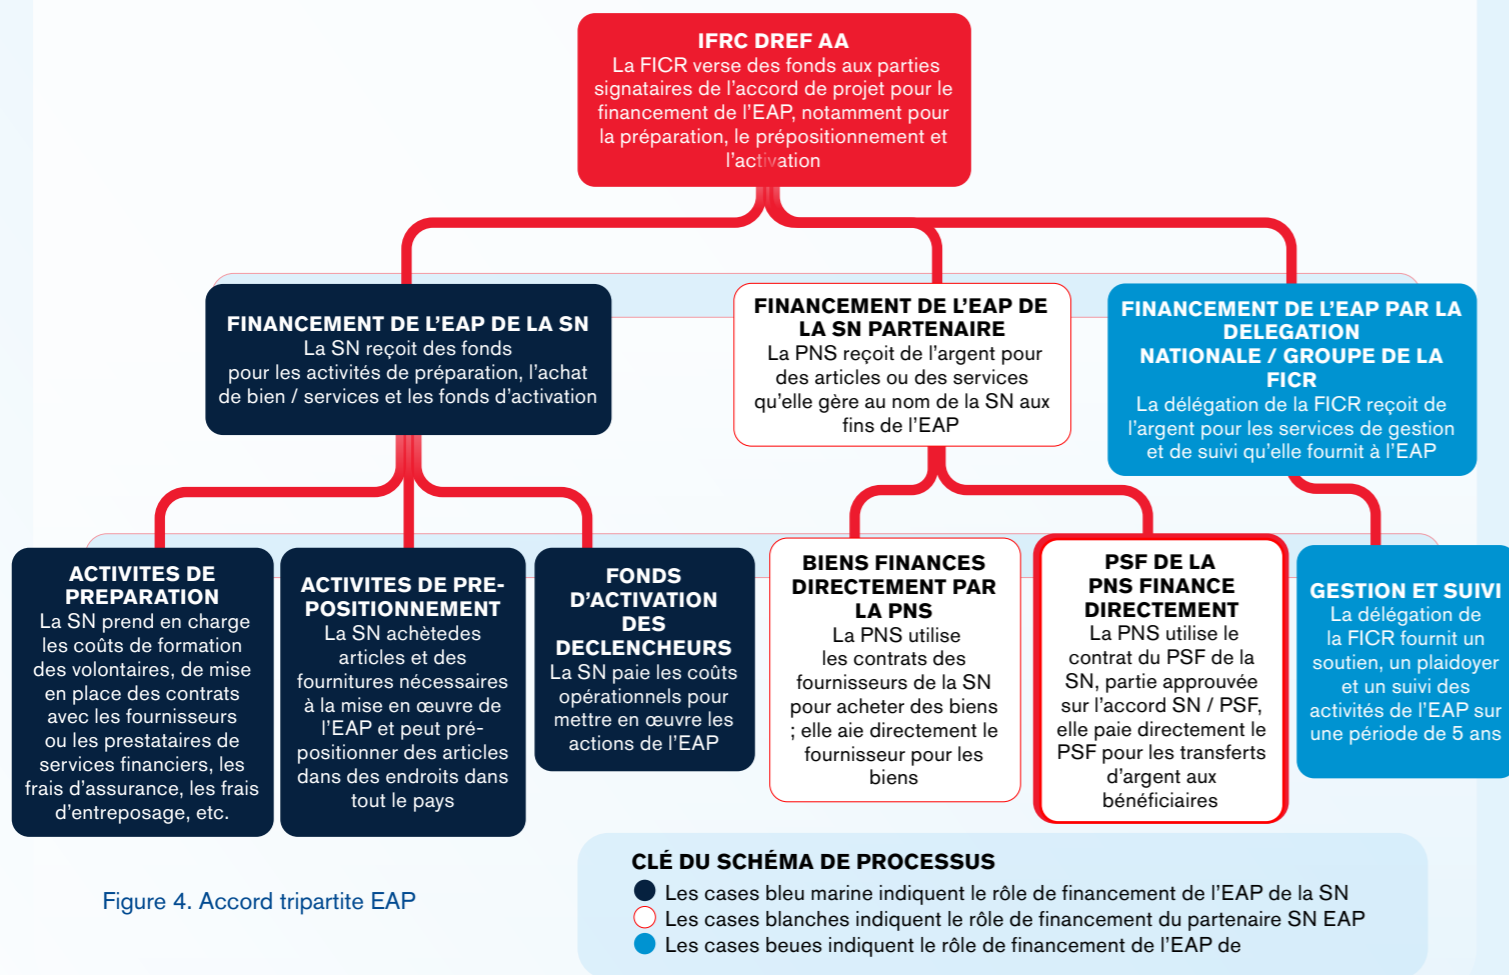 IFRC DREF AA
La FICR verse des fonds aux parties
signataires de l'accord de projet pour le
financement de l'EAP, notamment pour
la préparation, le prépositionnement et
l'activation
FINANCEMENT DE L'EAP DE LA SN
La SN reçoit des fonds
pour les activités de préparation, l'achat
de bien / services et les fonds d'activation
FINANCEMENT DE L'EAP DE
LA SN PARTENAIRE
La PNS reçoit de l'argent pour
des articles ou des services
qu'elle gère au nom de la SN aux
fins de l'EAP
FINANCEMENT DE L'EAP PAR LA
DELEGATION
NATIONALE / GROUPE DE LA
FICR
La délégation de la FICR reçoit de
l'argent pour les services de gestion
et de suivi qu'elle fournit à l'EAP
ACTIVITES DE
PREPARATION
La SN prend en charge
les coûts de formation
des volontaires, de mise
en place des contrats
avec les fournisseurs
ou les prestataires de
services financiers, les
frais d'assurance, les frais
d'entreposage, etc.
ACTIVITES DE PRE-
POSITIONNEMENT
La SN achètedes
articles et des
fournitures nécessaires
à la mise en œuvre de
l'EAP et peut pré-
positionner des articles
dans des endroits dans
tout le pays
FONDS
D'ACTIVATION
DES
DECLENCHEURS
La SN paie les coûts
opérationnels pour
mettre en œuvre les
actions de l'EAP
BIENS FINANCES
DIRECTEMENT PAR
LA PNS
La PNS utilise
les contrats des
fournisseurs de la SN
pour acheter des biens
; elle aie directement le
fournisseur pour les
biens
PSF DE LA
PNS FINANCE
DIRECTEMENT
La PNS utilise le
contrat du PSF de la
SN, partie approuvée
sur l'accord SN / PSF,
elle paie directement le
PSF pour les transferts
d'argent aux
bénéficiaires
GESTION ET SUIVI
La délégation de
la FICR fournit un
soutien, un plaidoyer
et un suivi des
activités de l'EAP sur
une période de 5 ans
CLÉ DU SCHÉMA DE PROCESSUS
Les cases bleu marine indiquent le rôle de financement de l'EAP de la SN
Les cases blanches indiquent le rôle de financement du partenaire SN EAP
Les cases beues indiquent le rôle de financement de l'EAP de
Figure 4. Accord tripartite EAP